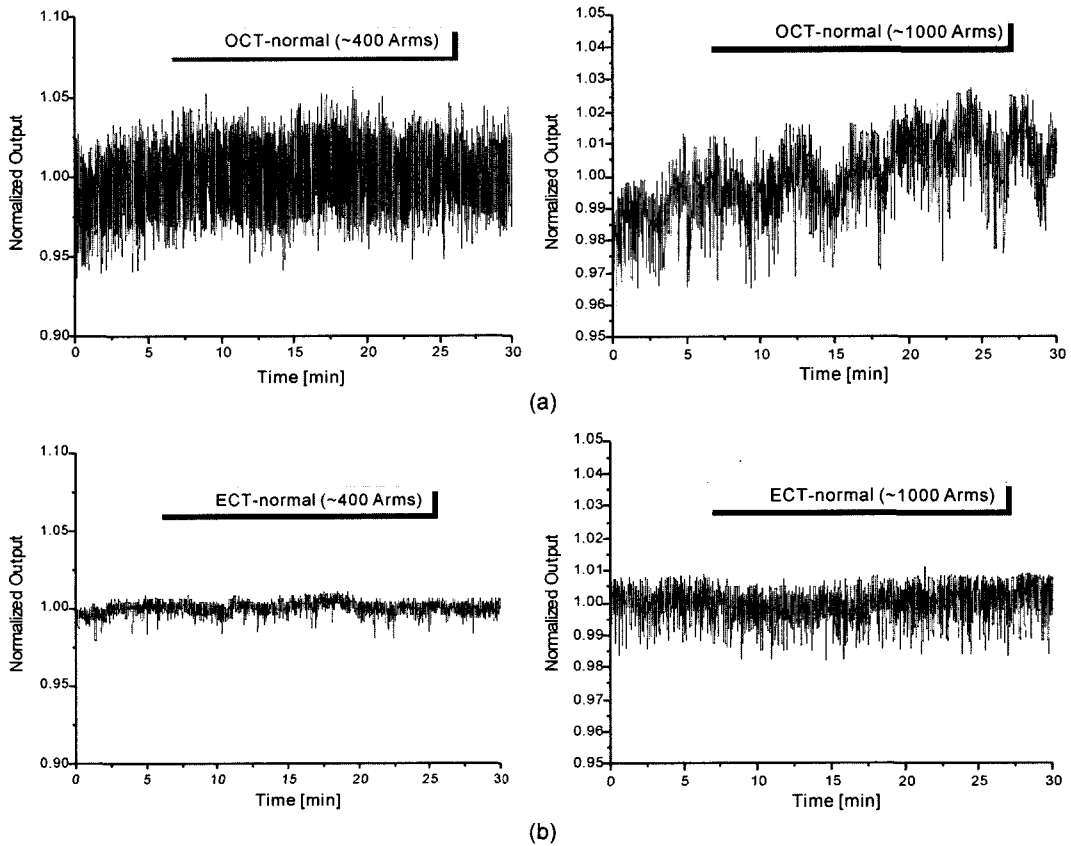 OCT-normal (~400 Arms)
Normalized Output
1.10
1.05
1.00
0.95
0.90
0 5 10 15 20 25 30
Time [min]
OCT-normal (~1000 Arms)
Normalized Output
1.05
1.04
1.03
1.02
1.01
1.00
0.99
0.98
0.97
0.96
0.95
0 5 10 15 20 25 30
Time [min]
(a)
ECT-normal (~400 Arms)
Normalized Output
1.10
1.05
1.00
0.95
0.90
0 5 10 15 20 25 30
Time [min]
ECT-normal (~1000 Arms)
Normalized Output
1.05
1.04
1.03
1.02
1.01
1.00
0.99
0.98
0.97
0.96
0.95
0 5 10 15 20 25 30
Time [min]
(b)